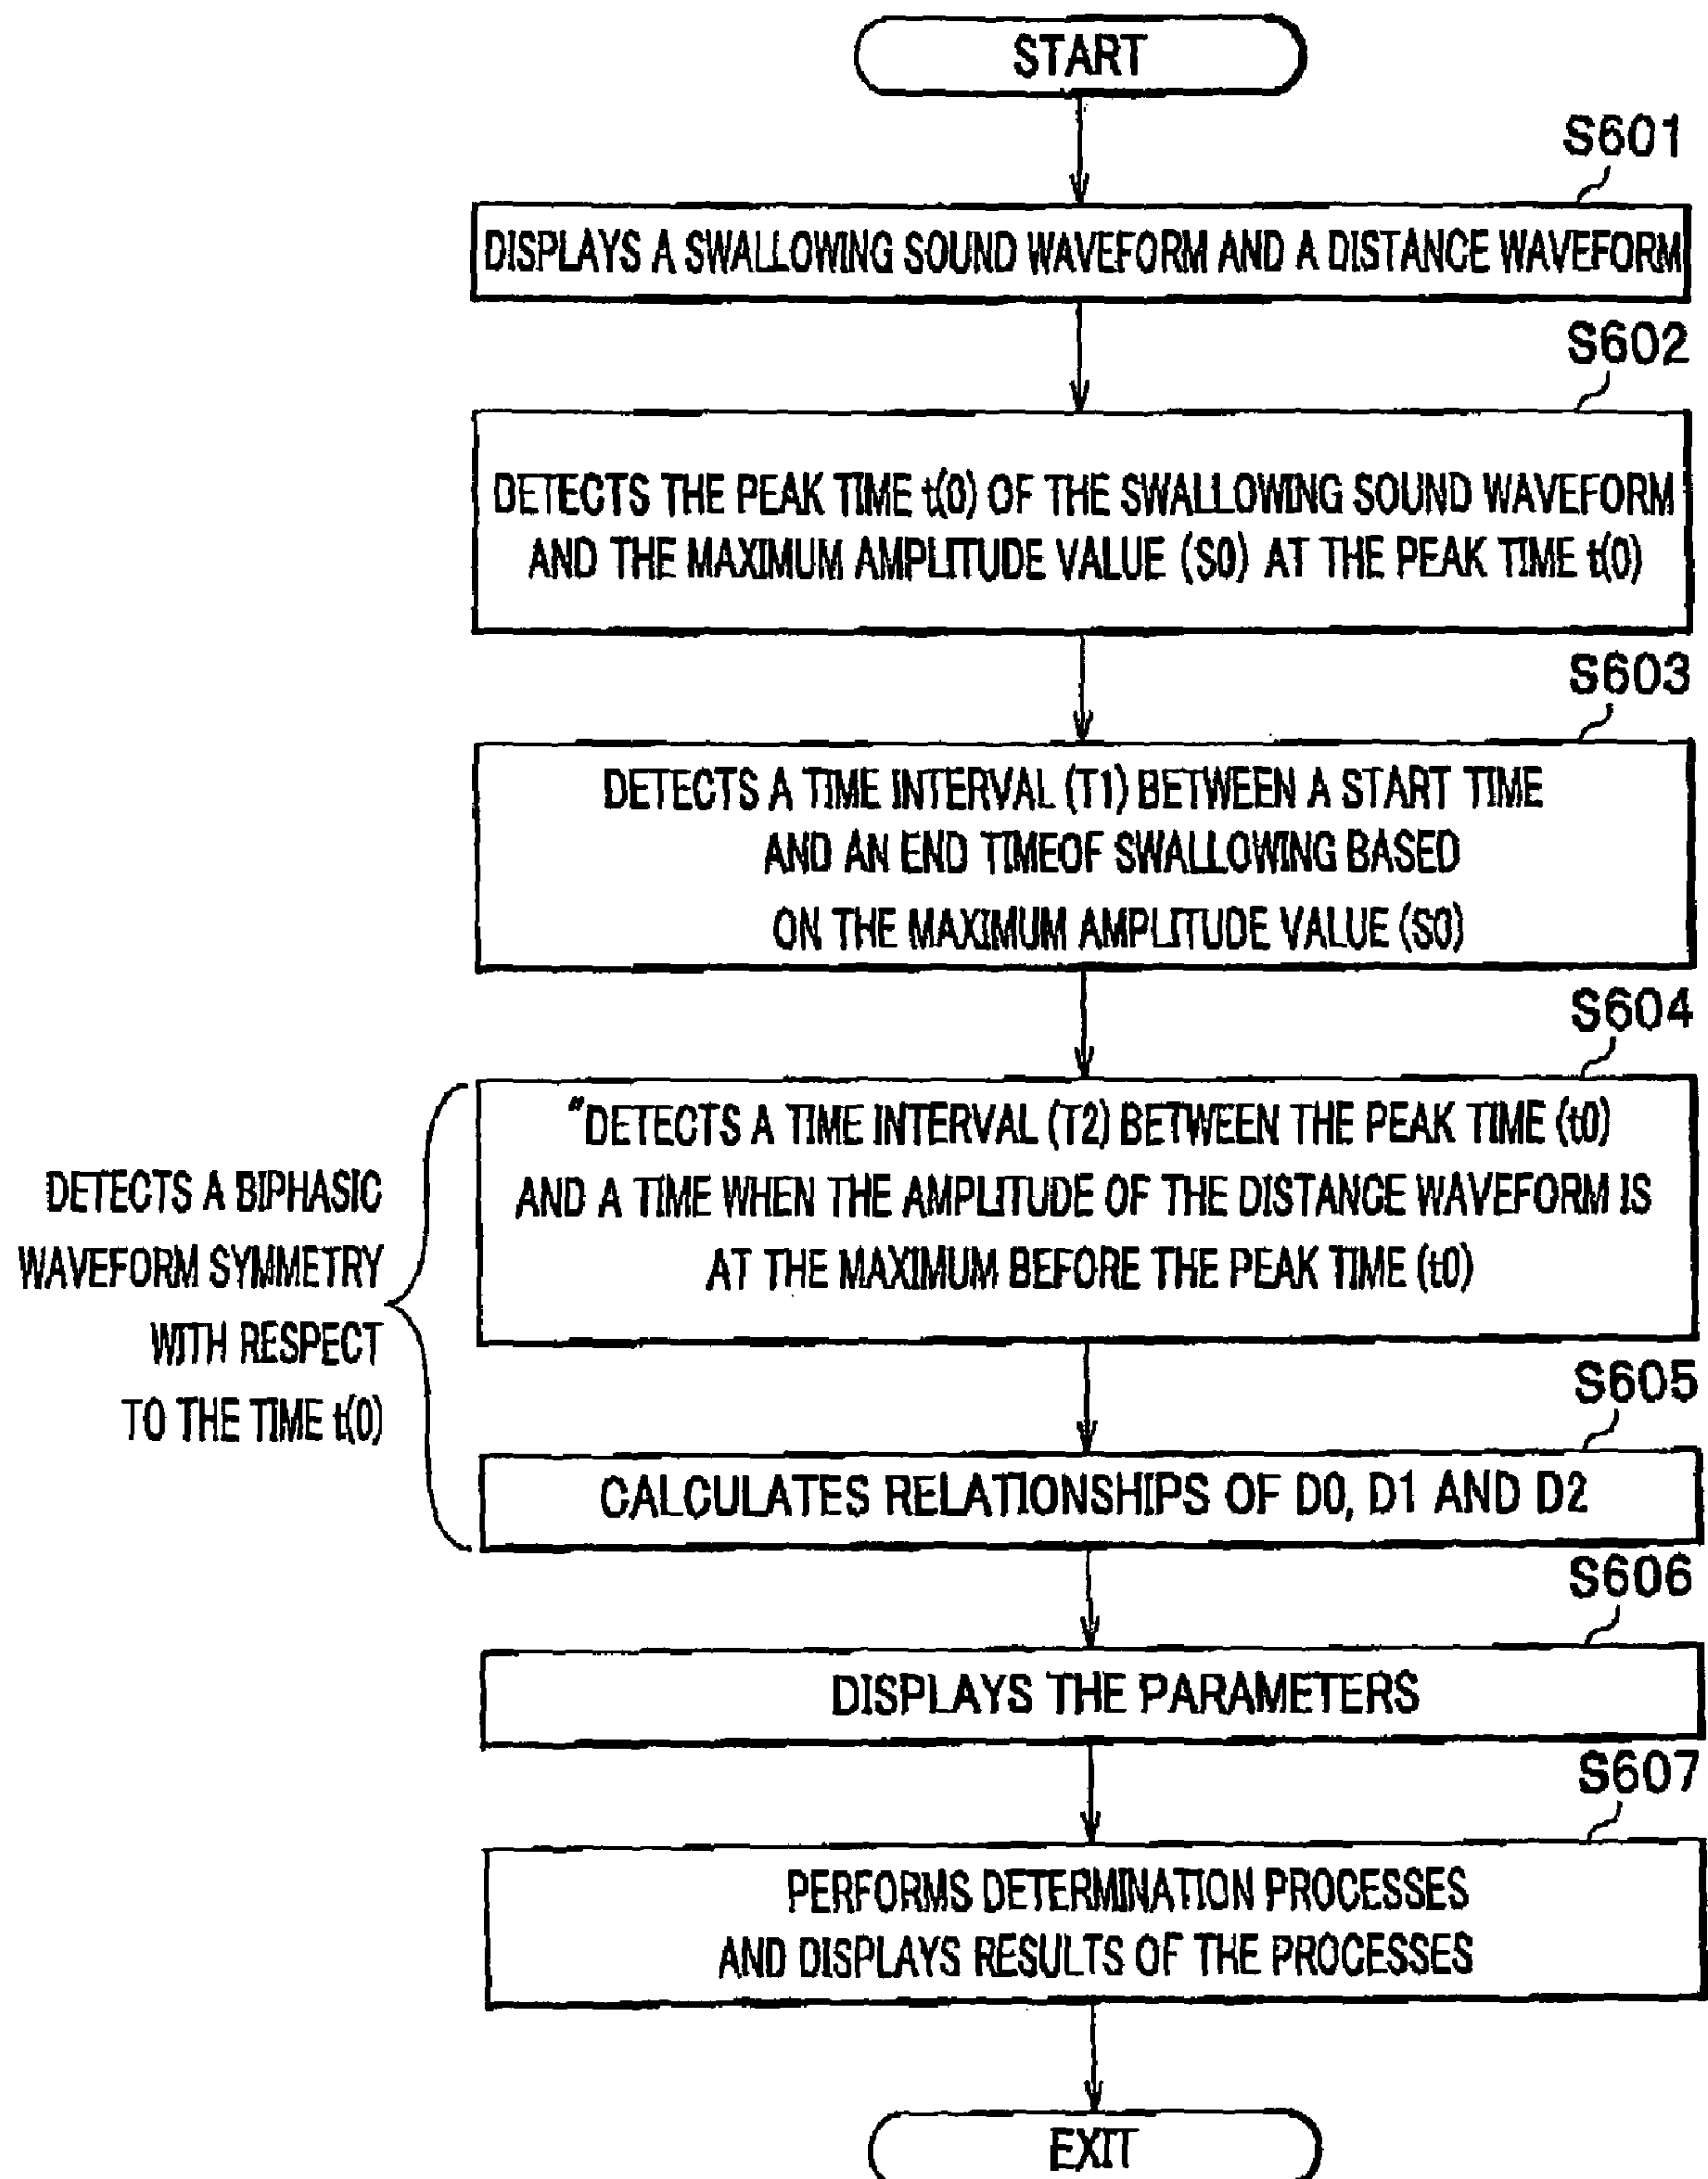 START
S601
DISPLAYS A SWALLOWING SOUND WAVEFORM AND A DISTANCE WAVEFORM
S602
DETECTS THE PEAK TIME t(0) OF THE SWALLOWING SOUND WAVEFORM
AND THE MAXIMUM AMPLITUDE VALUE (S0) AT THE PEAK TIME t(0)
S603
DETECTS A TIME INTERVAL (T1) BETWEEN A START TIME
AND AN END TIMEOF SWALLOWING BASED
ON THE MAXIMUM AMPLITUDE VALUE (S0)
S604
"DETECTS A TIME INTERVAL (T2) BETWEEN THE PEAK TIME (t0)
AND A TIME WHEN THE AMPLITUDE OF THE DISTANCE WAVEFORM IS
AT THE MAXIMUM BEFORE THE PEAK TIME (t0)
DETECTS A BIPHASIC
WAVEFORM SYMMETRY
WITH RESPECT
TO THE TIME t(0)
S605
CALCULATES RELATIONSHIPS OF D0, D1 AND D2
S606
DISPLAYS THE PARAMETERS
S607
PERFORMS DETERMINATION PROCESSES
AND DISPLAYS RESULTS OF THE PROCESSES
EXIT